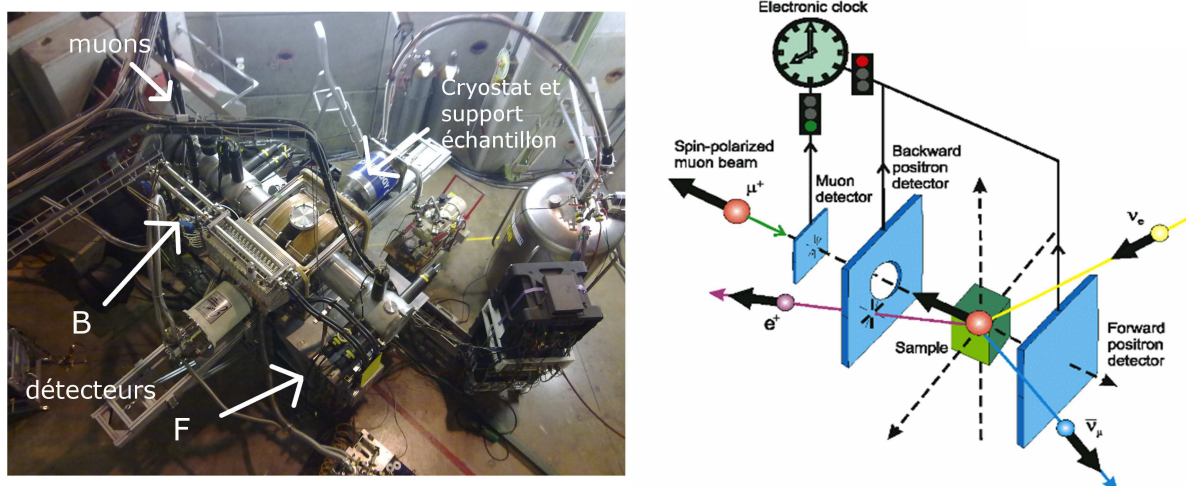 muons
Cryostat et
support
échantillon
B
détecteurs
F
Electronic clock
Spin-polarized
muon beam
μ+
Muon
detector
Backward
positron
detector
νe
e+
Sample
Forward
positron
detector
ν̅μ